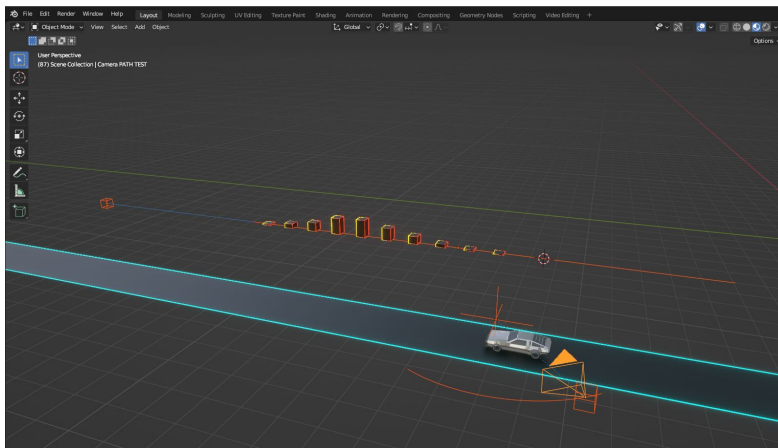 File Edit Render Window Help Layout Modeling Sculpting UV Editing Texture Paint Shading Animation Rendering Compositing Geometry Nodes Scripting Video Editing +
Object Mode View Select Add Object Global
Options
User Perspective
(87) Scene Collection | Camera PATH TEST